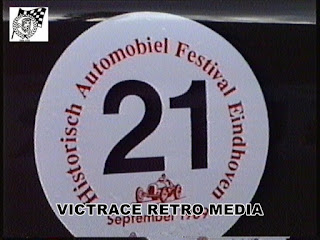 Historisch Automobiel Festival Eindhoven
21
September
VICTRACE RETRO MEDIA